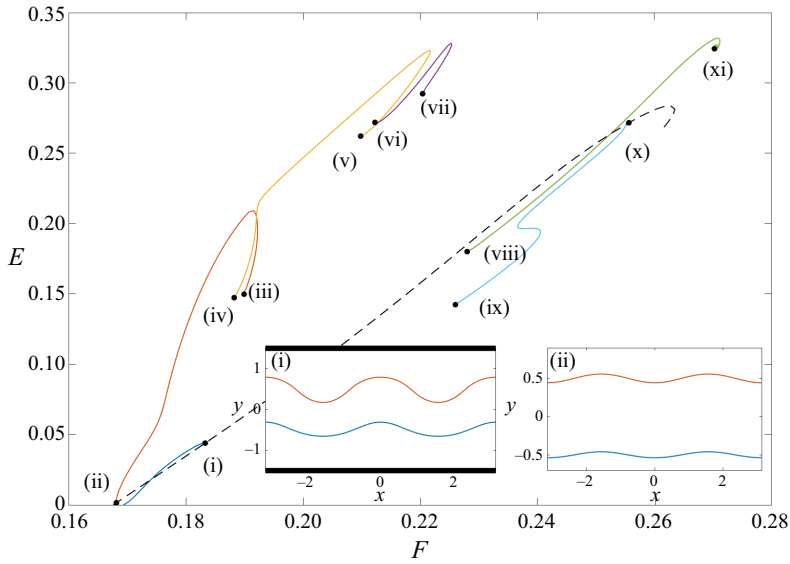 0.35
0.30
0.25
0.20
0.15
0.10
0.05
0
E
0.16
0.18
0.20
0.22
0.24
0.26
0.28
F
(i)
(ii)
(iii)
(iv)
(v)
(vi)
(vii)
(viii)
(ix)
(x)
(xi)
(i)
1
0
−1
y
−2
0
2
x
(ii)
0.5
0
−0.5
y
−2
0
2
x